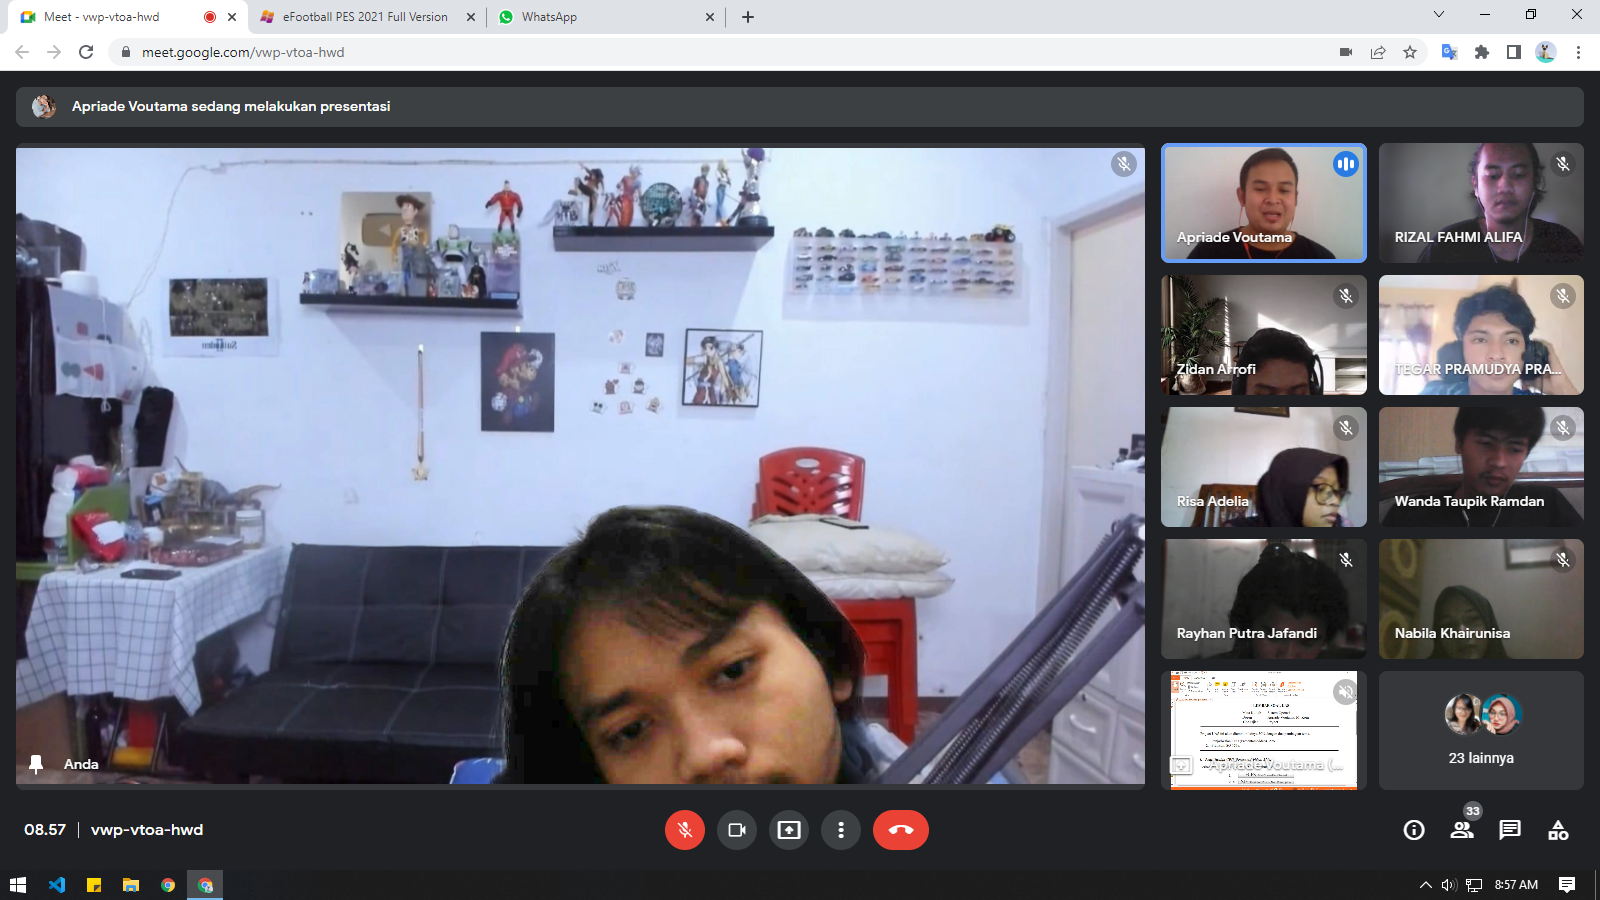 Meet - vwp-vtoa-hwd
eFootball PES 2021 Full Version
WhatsApp
meet.google.com/vwp-vtoa-hwd
Apriade Voutama sedang melakukan presentasi
Apriade Voutama
RIZAL FAHMI ALIFA
Zidan Arrofi
TEGAR PRAMUDYA PRA...
Risa Adelia
Wanda Taupik Ramdan
Rayhan Putra Jafandi
Nabila Khairunisa
Apriade Voutama (...
23 lainnya
Anda
08.57
vwp-vtoa-hwd
33
8:57 AM